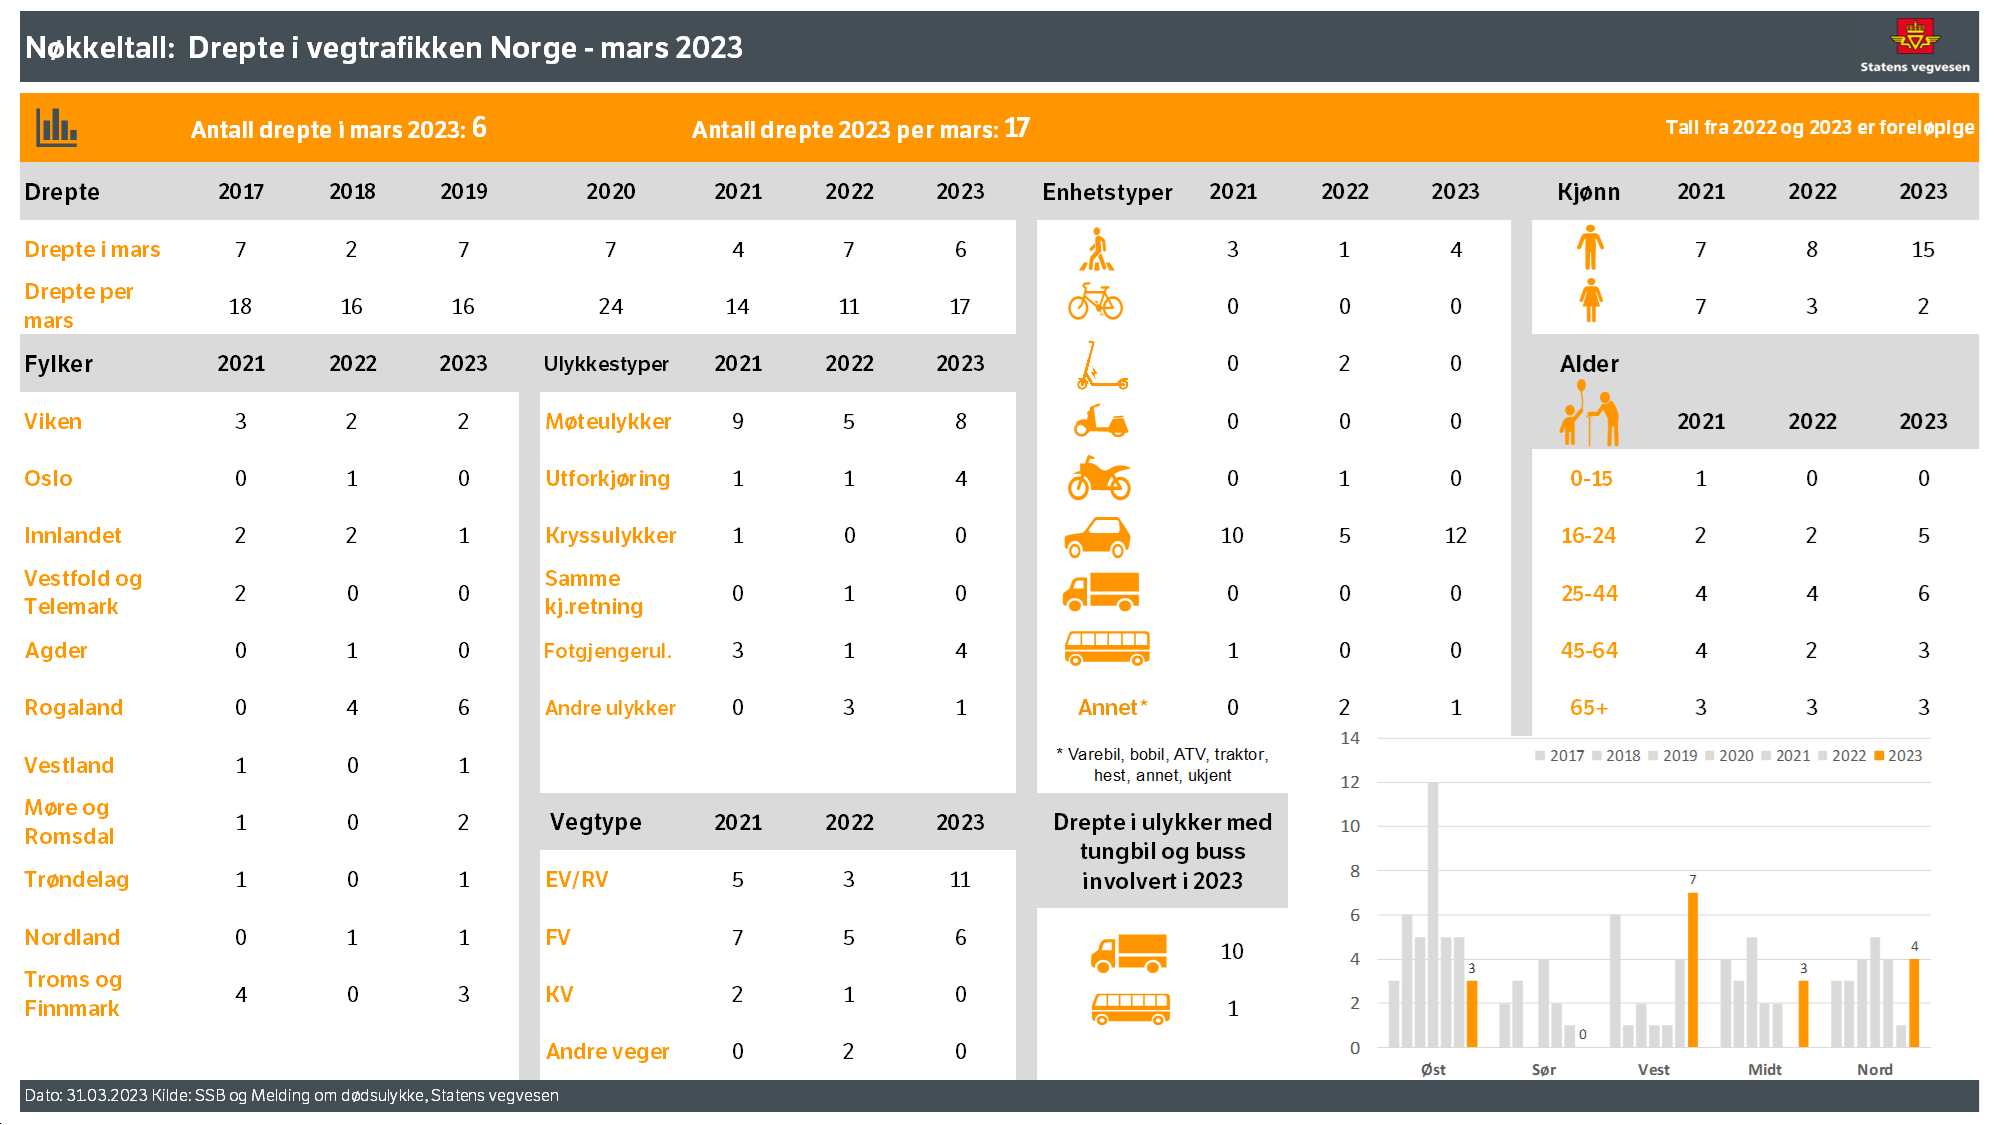 Nøkkeltall: Drepte i vegtrafikken Norge - mars 2023
Statens vegvesen
Antall drepte i mars 2023: 6
Antall drepte 2023 per mars: 17
Tall fra 2022 og 2023 er foreløpige
Drepte 2017 2018 2019 2020 2021 2022 2023
Drepte i mars 7 2 7 7 4 7 6
Drepte per
mars 18 16 16 24 14 11 17
Fylker 2021 2022 2023
Viken 3 2 2
Oslo 0 1 0
Innlandet 2 2 1
Vestfold og
Telemark 2 0 0
Agder 0 1 0
Rogaland 0 4 6
Vestland 1 0 1
Møre og
Romsdal 1 0 2
Trøndelag 1 0 1
Nordland 0 1 1
Troms og
Finnmark 4 0 3
Ulykkestyper 2021 2022 2023
Møteulykker 9 5 8
Utforkjøring 1 1 4
Kryssulykker 1 0 0
Samme
kj.retning 0 1 0
Fotgjengerul. 3 1 4
Andre ulykker 0 3 1
Vegtype 2021 2022 2023
EV/RV 5 3 11
FV 7 5 6
KV 2 1 0
Andre veger 0 2 0
Enhetstyper 2021 2022 2023
3 1 4
0 0 0
0 2 0
0 0 0
0 1 0
10 5 12
0 0 0
1 0 0
Annet* 0 2 1
* Varebil, bobil, ATV, traktor,
hest, annet, ukjent
Drepte i ulykker med
tungbil og buss
involvert i 2023
10
1
Kjønn 2021 2022 2023
7 8 15
7 3 2
Alder
2021 2022 2023
0-15 1 0 0
16-24 2 2 5
25-44 4 4 6
45-64 4 2 3
65+ 3 3 3
2017 2018 2019 2020 2021 2022 2023
14
12
10
8
6
4
2
0
3
0
7
3
4
Øst Sør Vest Midt Nord
Dato: 31.03.2023 Kilde: SSB og Melding om dødsulykke, Statens vegvesen